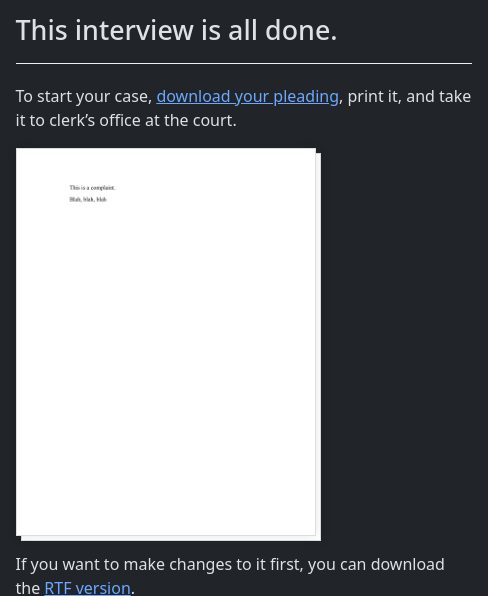 This interview is all done.
To start your case, download your pleading, print it, and take
it to clerk’s office at the court.
This is a complaint.
Blah, blah, blah
If you want to make changes to it first, you can download
the RTF version.